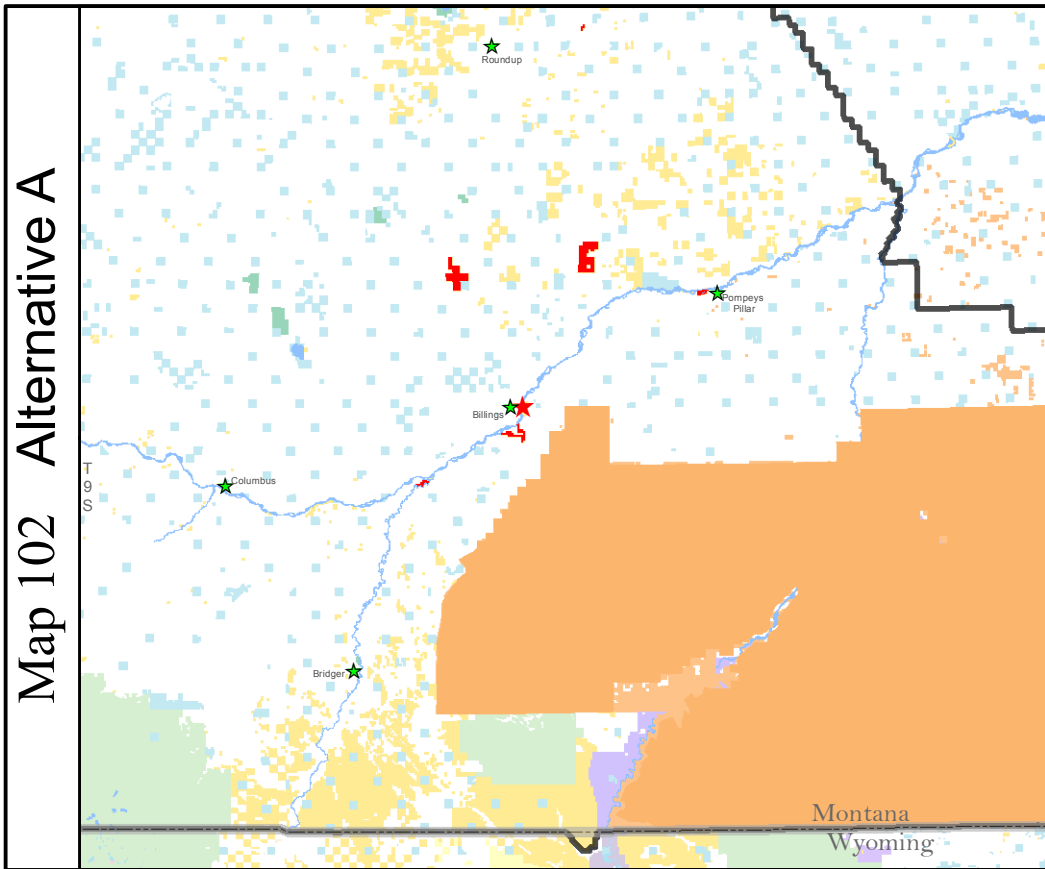 Map 102 Alternative A
Roundup
Pompeys
Pillar
Billings
T
9
S
Columbus
Bridger
Montana
Wyoming